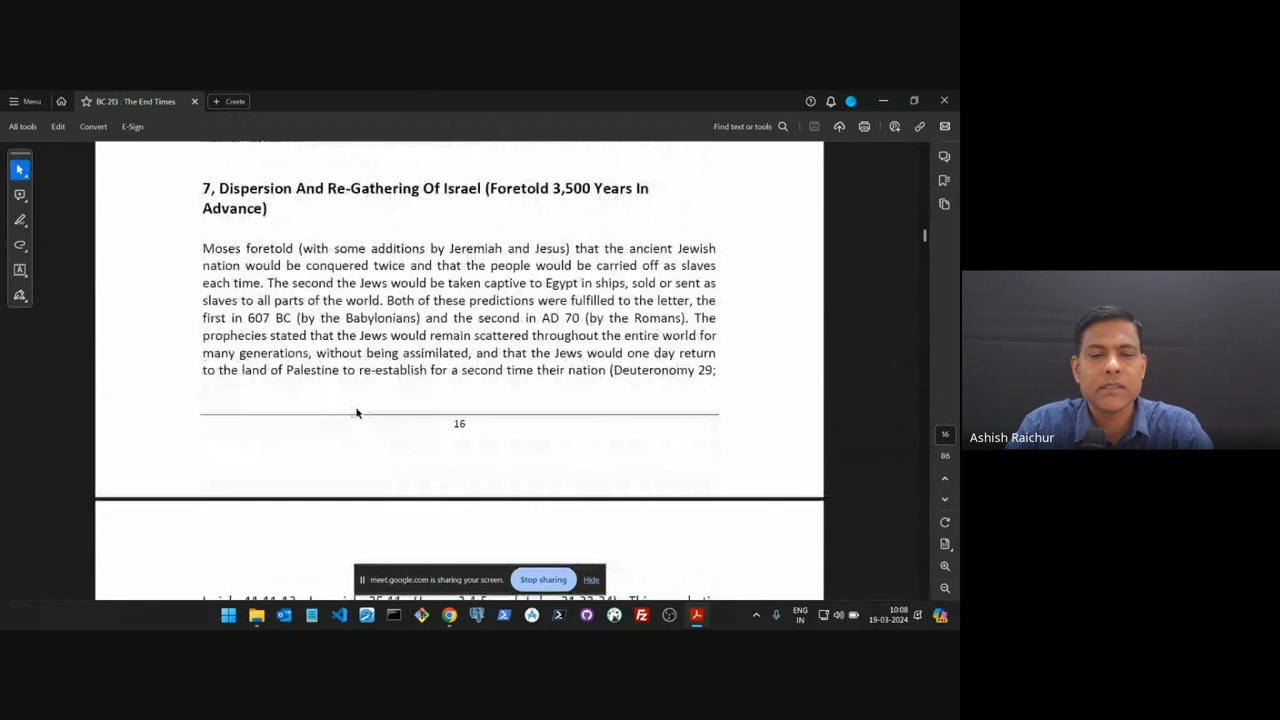 Menu
BC 213 : The End Times
Create
All tools
Edit
Convert
E-Sign
Find text or tools
7, Dispersion And Re-Gathering Of Israel (Foretold 3,500 Years In
Advance)
Moses foretold (with some additions by Jeremiah and Jesus) that the ancient Jewish
nation would be conquered twice and that the people would be carried off as slaves
each time. The second the Jews would be taken captive to Egypt in ships, sold or sent as
slaves to all parts of the world. Both of these predictions were fulfilled to the letter, the
first in 607 BC (by the Babylonians) and the second in AD 70 (by the Romans). The
prophecies stated that the Jews would remain scattered throughout the entire world for
many generations, without being assimilated, and that the Jews would one day return
to the land of Palestine to re-establish for a second time their nation (Deuteronomy 29;
16
16
86
Ashish Raichur
meet.google.com is sharing your screen.
Stop sharing
Hide
ENG
IN
10:08
19-03-2024